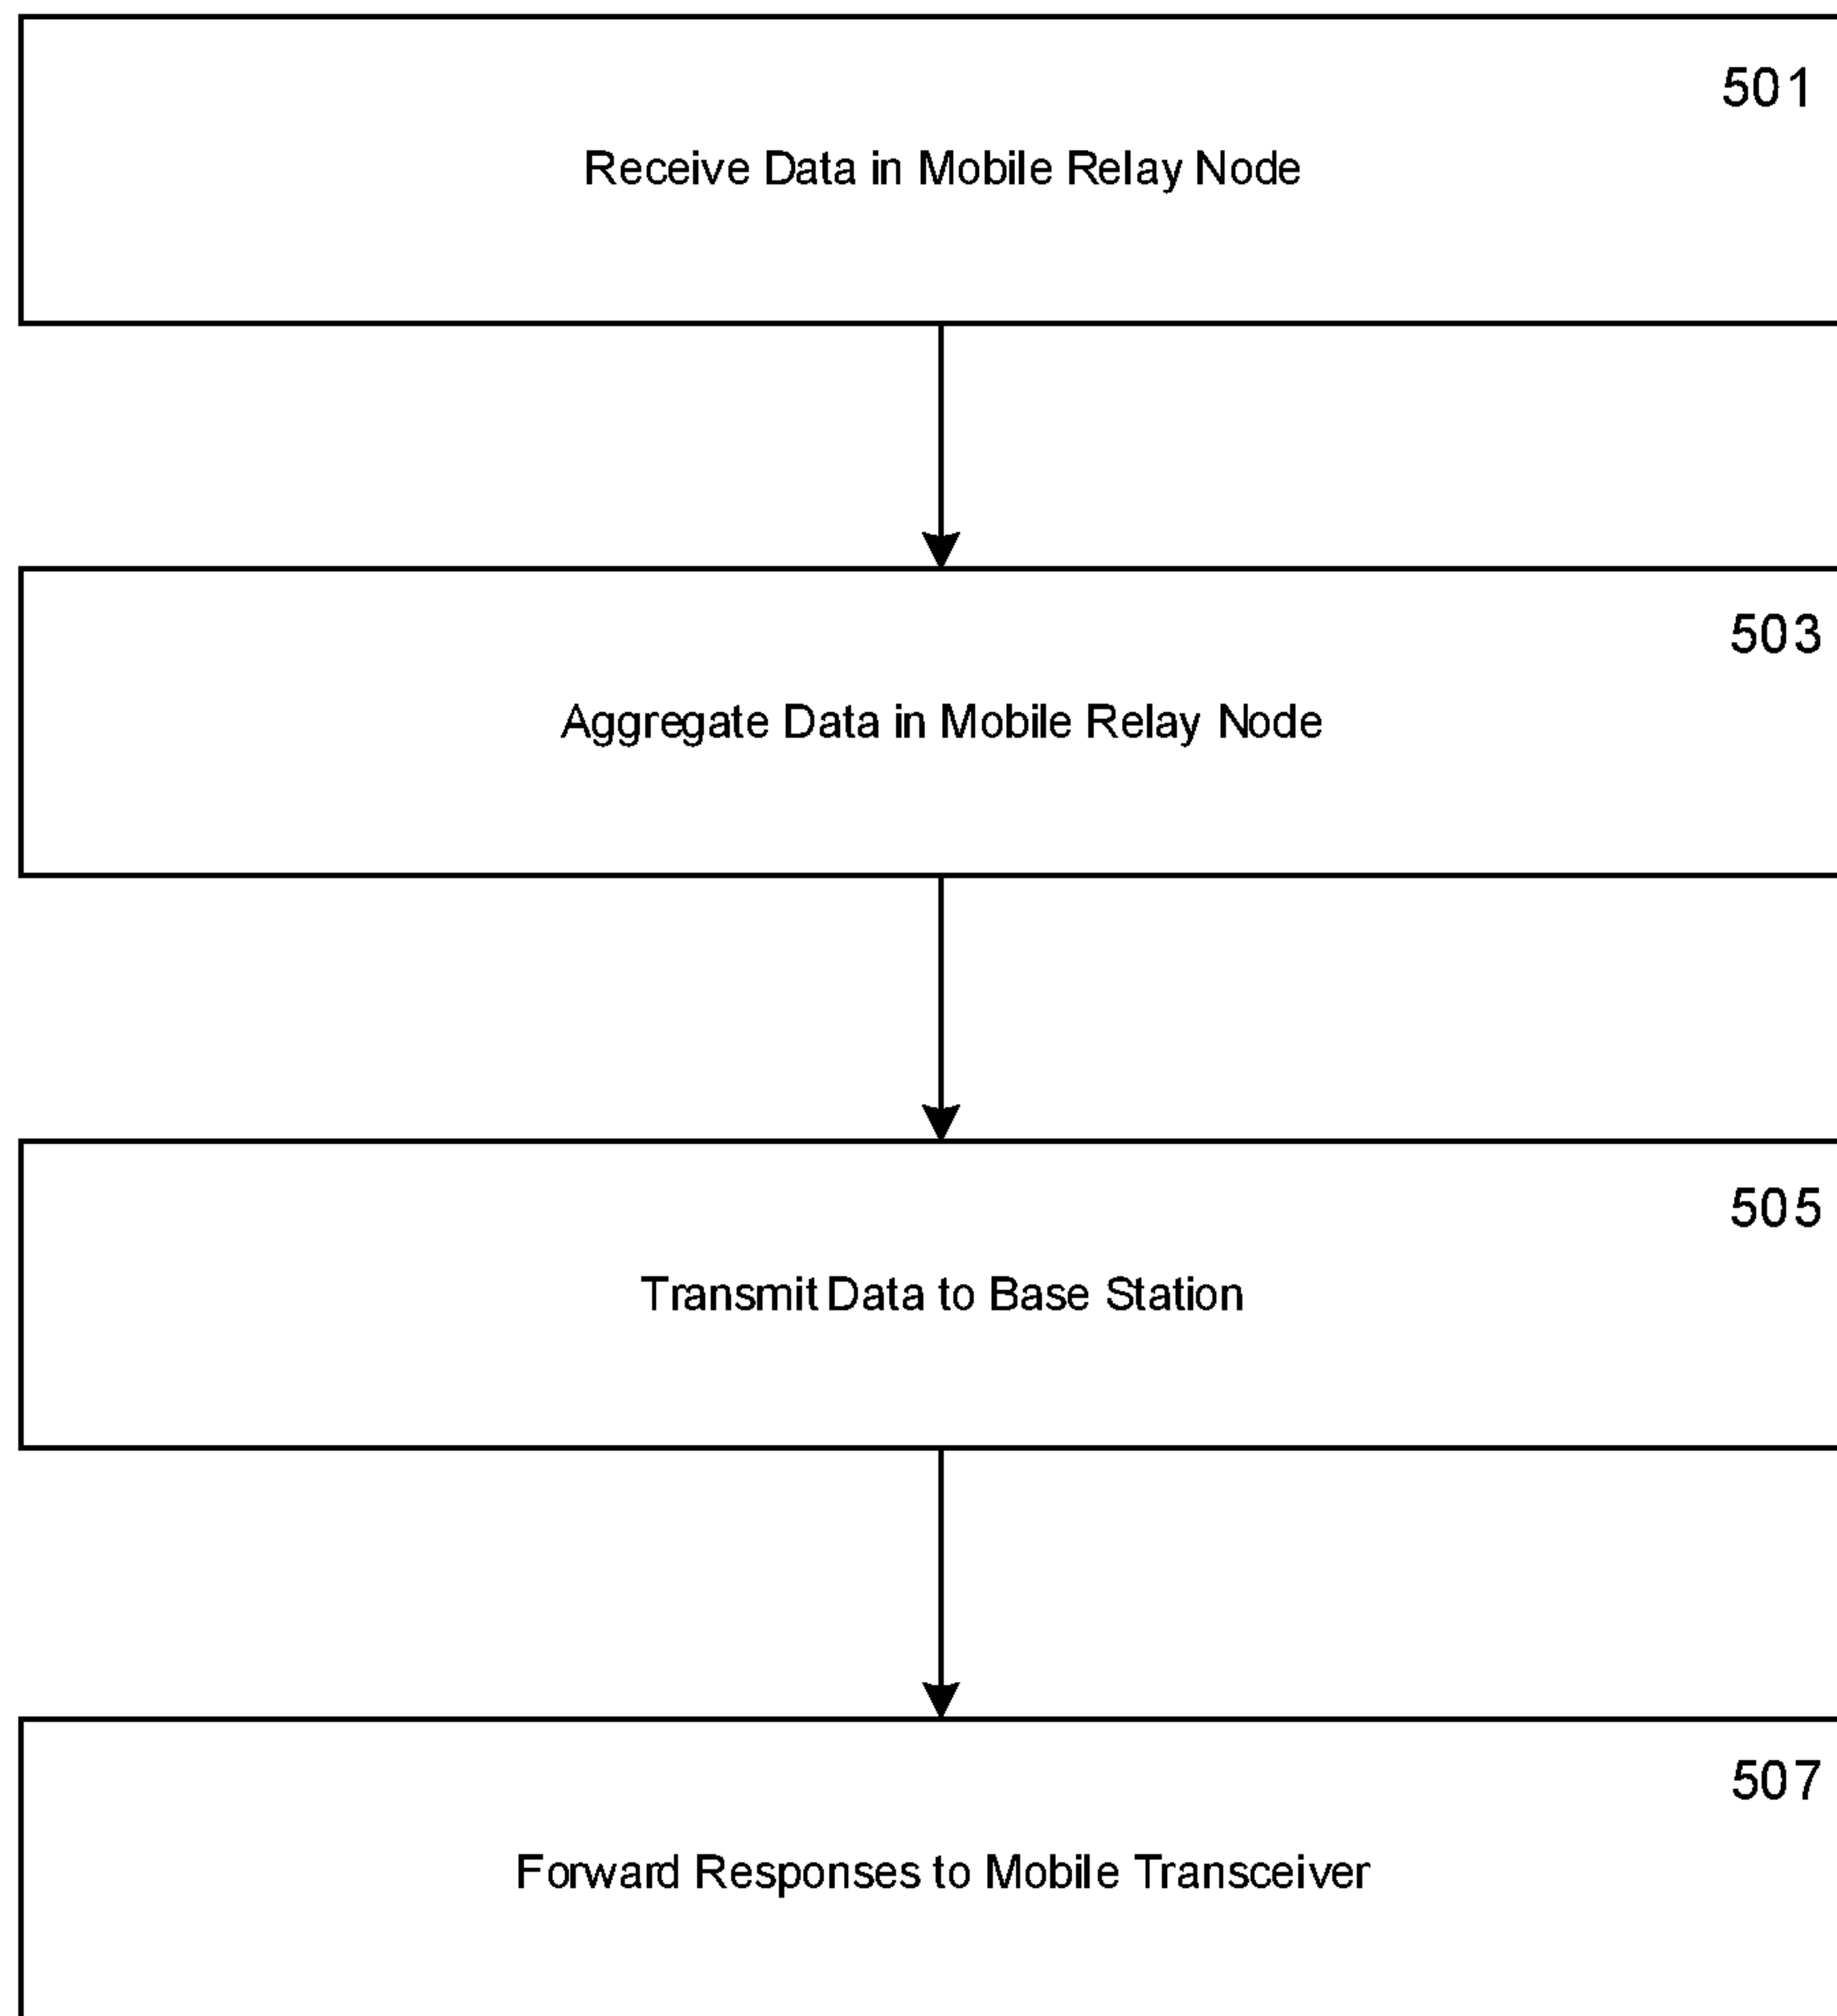 501
Receive Data in Mobile Relay Node
503
Aggregate Data in Mobile Relay Node
505
Transmit Data to Base Station
507
Forward Responses to Mobile Transceiver